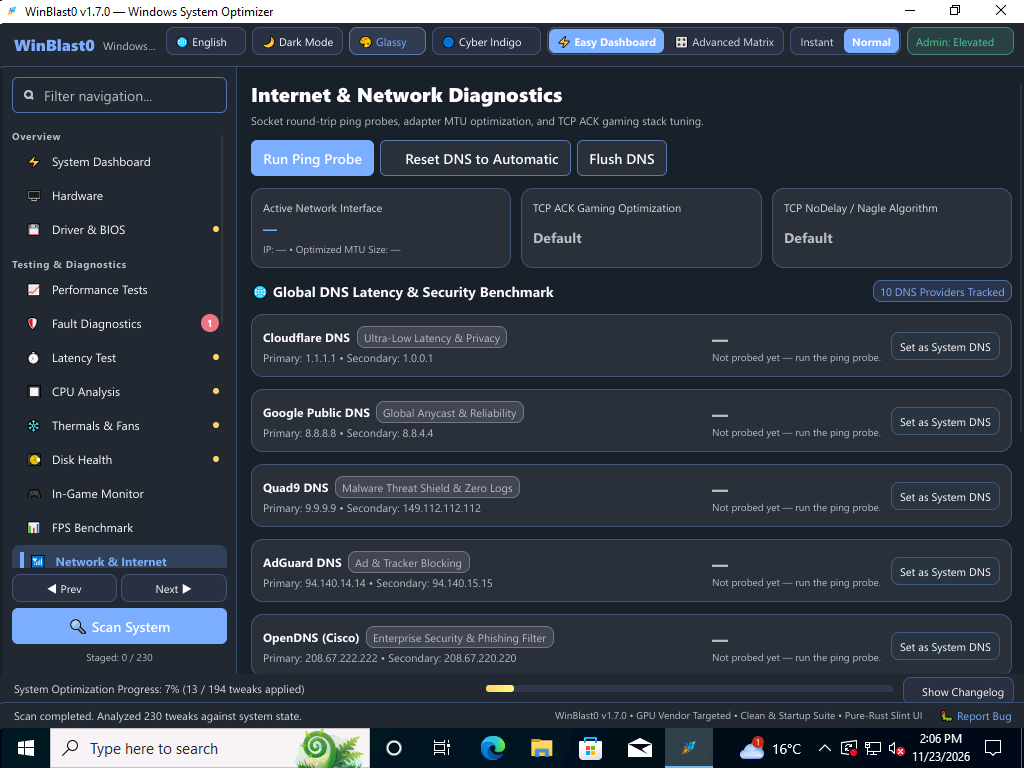 WinBlast0 v1.7.0 — Windows System Optimizer
WinBlast0 Windows...
English
Dark Mode
Glassy
Cyber Indigo
Easy Dashboard
Advanced Matrix
Instant
Normal
Admin: Elevated
Filter navigation...
Overview
System Dashboard
Hardware
Driver & BIOS
Testing & Diagnostics
Performance Tests
Fault Diagnostics 1
Latency Test
CPU Analysis
Thermals & Fans
Disk Health
In-Game Monitor
FPS Benchmark
Network & Internet
◀ Prev
Next ▶
Scan System
Staged: 0 / 230
Internet & Network Diagnostics
Socket round-trip ping probes, adapter MTU optimization, and TCP ACK gaming stack tuning.
Run Ping Probe
Reset DNS to Automatic
Flush DNS
Active Network Interface
—
IP: — • Optimized MTU Size: —
TCP ACK Gaming Optimization
Default
TCP NoDelay / Nagle Algorithm
Default
Global DNS Latency & Security Benchmark
10 DNS Providers Tracked
Cloudflare DNS Ultra-Low Latency & Privacy
Primary: 1.1.1.1 • Secondary: 1.0.0.1
—
Not probed yet — run the ping probe.
Set as System DNS
Google Public DNS Global Anycast & Reliability
Primary: 8.8.8.8 • Secondary: 8.8.4.4
—
Not probed yet — run the ping probe.
Set as System DNS
Quad9 DNS Malware Threat Shield & Zero Logs
Primary: 9.9.9.9 • Secondary: 149.112.112.112
—
Not probed yet — run the ping probe.
Set as System DNS
AdGuard DNS Ad & Tracker Blocking
Primary: 94.140.14.14 • Secondary: 94.140.15.15
—
Not probed yet — run the ping probe.
Set as System DNS
OpenDNS (Cisco) Enterprise Security & Phishing Filter
Primary: 208.67.222.222 • Secondary: 208.67.220.220
—
Not probed yet — run the ping probe.
Set as System DNS
System Optimization Progress: 7% (13 / 194 tweaks applied)
Show Changelog
Scan completed. Analyzed 230 tweaks against system state.
WinBlast0 v1.7.0 • GPU Vendor Targeted • Clean & Startup Suite • Pure-Rust Slint UI
Report Bug
Type here to search
1
16°C
2:06 PM
11/23/2026